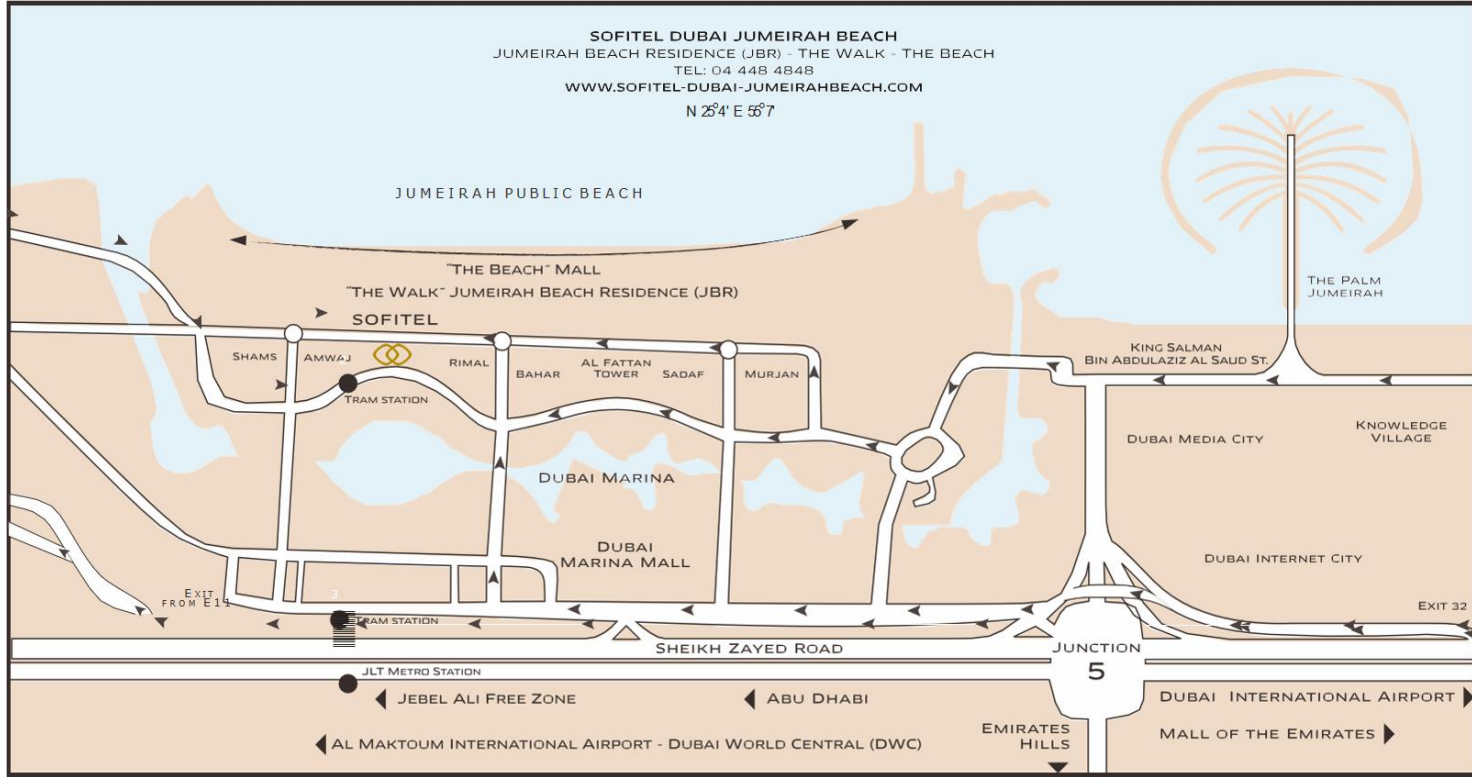 SOFITEL DUBAI JUMEIRAH BEACH
JUMEIRAH BEACH RESIDENCE (JBR) - THE WALK - THE BEACH
TEL: 04 448 4848
WWW.SOFITEL-DUBAI-JUMEIRAHBEACH.COM
N 25°4' E 55°7'
JUMEIRAH PUBLIC BEACH
"THE BEACH" MALL
"THE WALK" JUMEIRAH BEACH RESIDENCE (JBR)
THE PALM
JUMEIRAH
SOFITEL
SHAMS
AMWAJ
RIMAL
BAHAR
AL FATTAN
TOWER
SADAF
MURJAN
KING SALMAN
BIN ABDULAZIZ AL SAUD ST.
TRAM STATION
DUBAI MEDIA CITY
KNOWLEDGE
VILLAGE
DUBAI MARINA
DUBAI
MARINA MALL
DUBAI INTERNET CITY
EXIT
FROM E11
3
TRAM STATION
EXIT 32
SHEIKH ZAYED ROAD
JUNCTION
5
JLT METRO STATION
JEBEL ALI FREE ZONE
ABU DHABI
DUBAI INTERNATIONAL AIRPORT
AL MAKTOUM INTERNATIONAL AIRPORT - DUBAI WORLD CENTRAL (DWC)
EMIRATES
HILLS
MALL OF THE EMIRATES